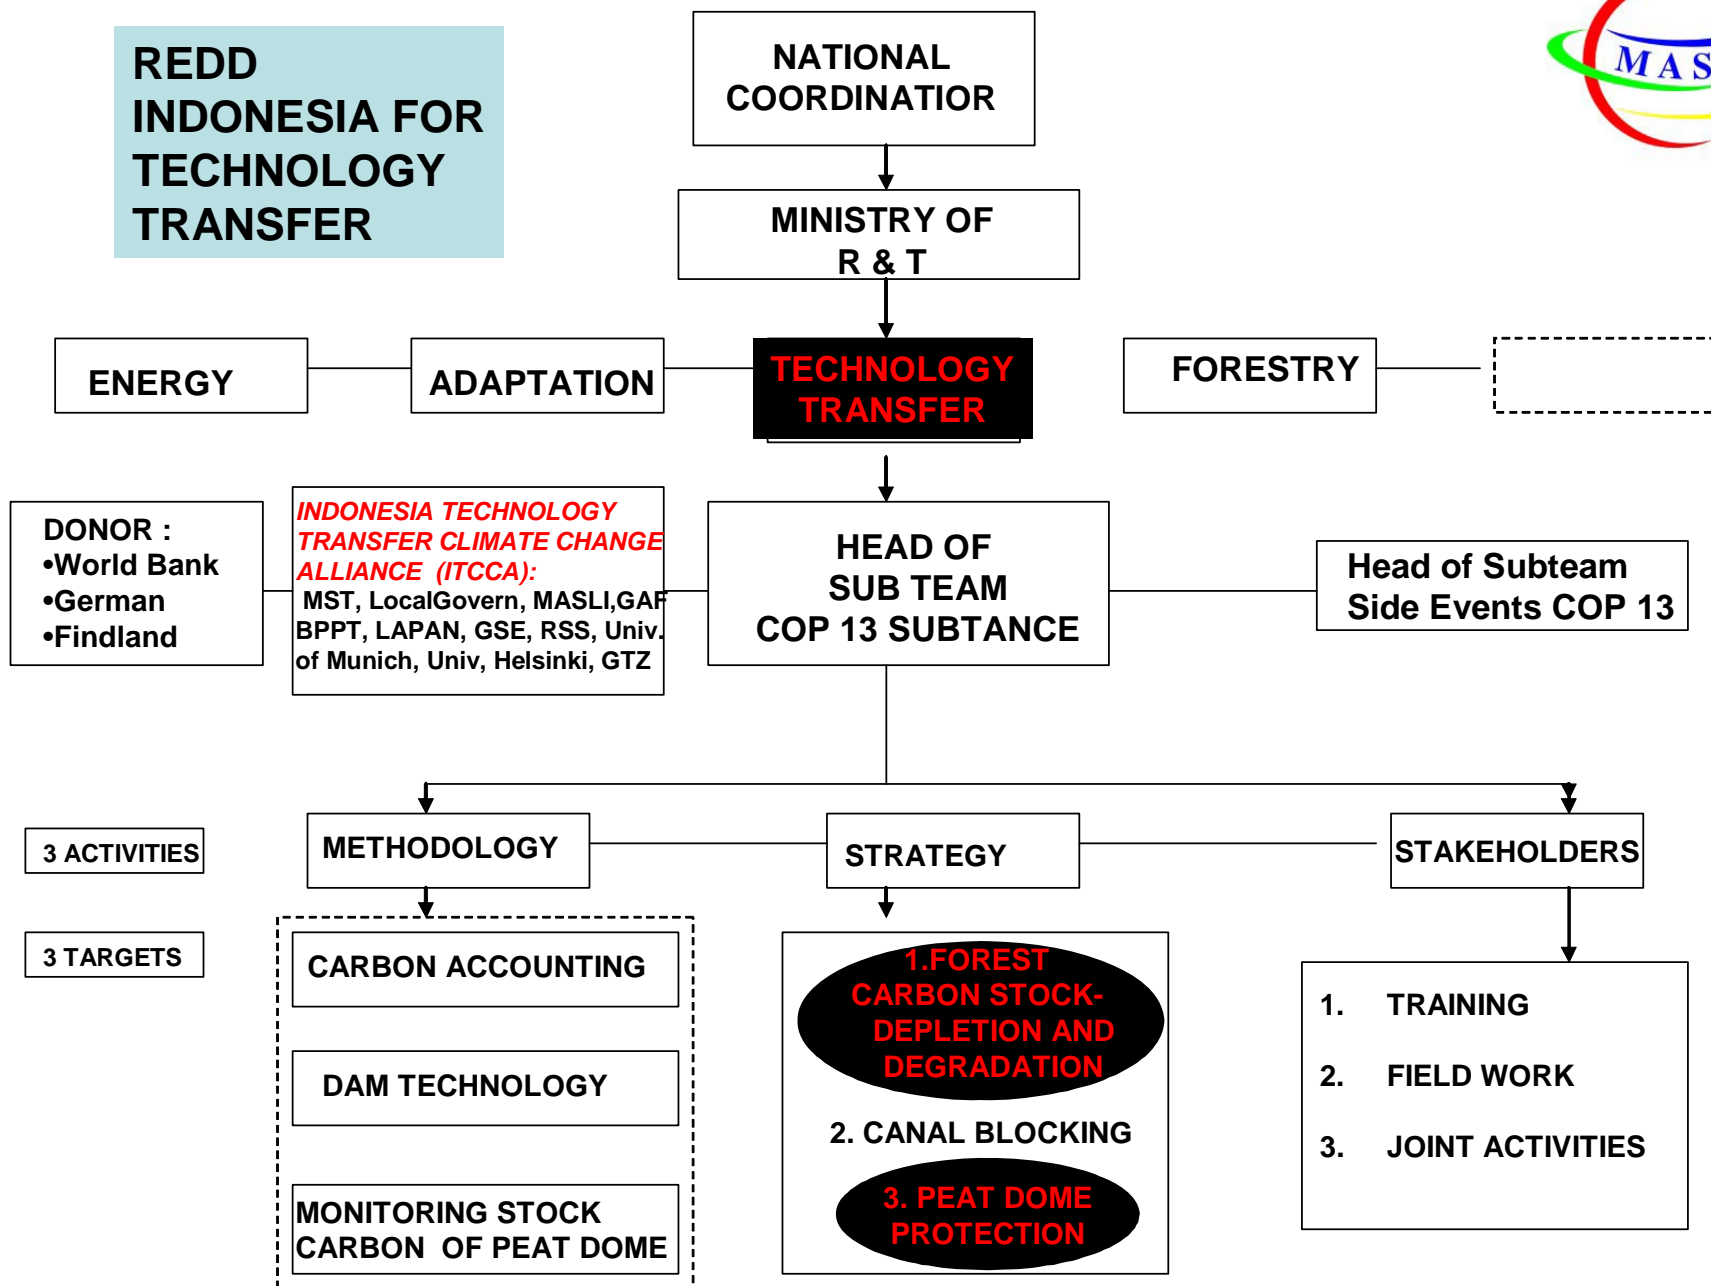 REDD
INDONESIA FOR
TECHNOLOGY
TRANSFER
NATIONAL
COORDINATIOR
MAS
MINISTRY OF
R & T
ENERGY
ADAPTATION
TECHNOLOGY
TRANSFER
FORESTRY
DONOR :
•World Bank
•German
•Findland
INDONESIA TECHNOLOGY
TRANSFER CLIMATE CHANGE
ALLIANCE (ITCCA):
MST, LocalGovern, MASLI,GAF
BPPT, LAPAN, GSE, RSS, Univ.
of Munich, Univ, Helsinki, GTZ
HEAD OF
SUB TEAM
COP 13 SUBTANCE
Head of Subteam
Side Events COP 13
3 ACTIVITIES
METHODOLOGY
STRATEGY
STAKEHOLDERS
3 TARGETS
CARBON ACCOUNTING
DAM TECHNOLOGY
MONITORING STOCK
CARBON OF PEAT DOME
1.FOREST
CARBON STOCK-
DEPLETION AND
DEGRADATION
2. CANAL BLOCKING
3. PEAT DOME
PROTECTION
1. TRAINING
2. FIELD WORK
3. JOINT ACTIVITIES